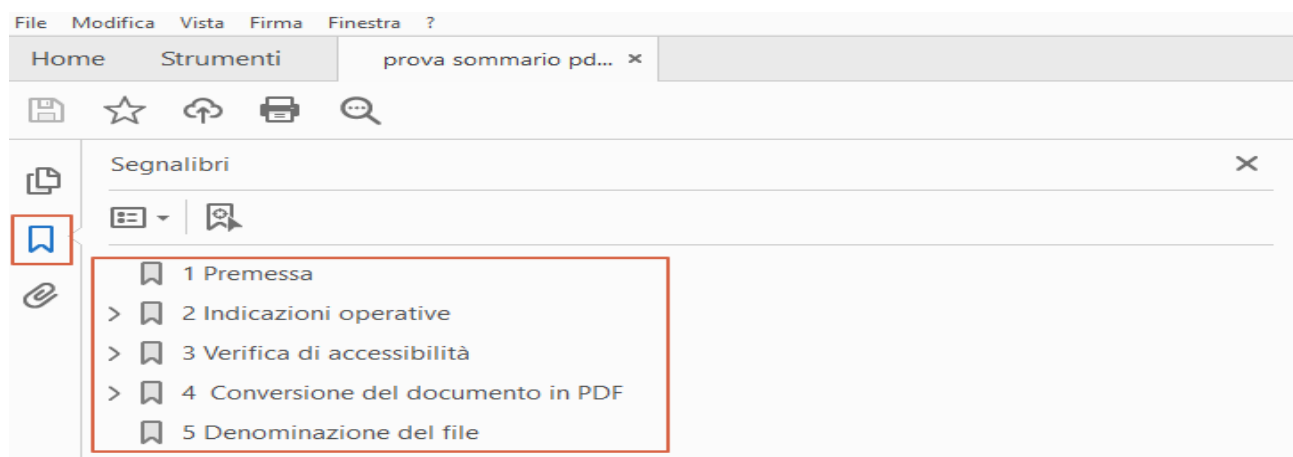 File Modifica Vista Firma Finestra ?
Home Strumenti prova sommario pd... ×
Segnalibri
1 Premessa
2 Indicazioni operative
3 Verifica di accessibilità
4 Conversione del documento in PDF
5 Denominazione del file